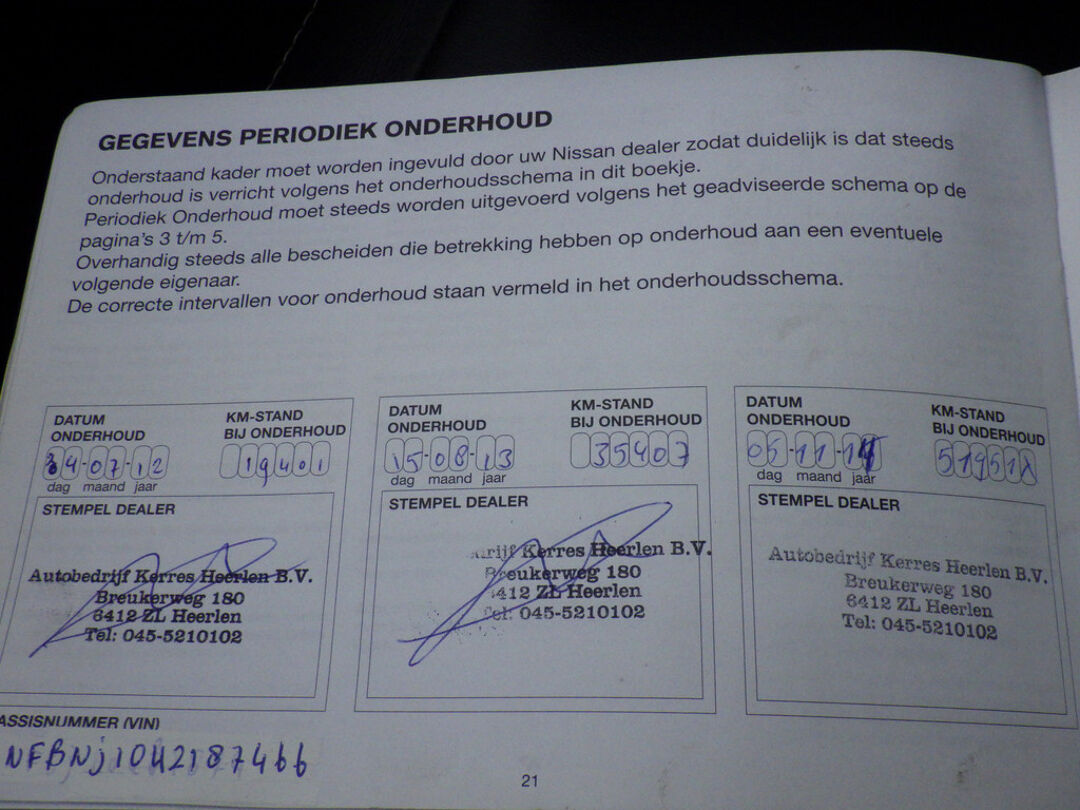 GEGEVENS PERIODIEK ONDERHOUD
Onderstaand kader moet worden ingevuld door uw Nissan dealer zodat duidelijk is dat steeds
onderhoud is verricht volgens het onderhoudsschema in dit boekje.
Periodiek Onderhoud moet steeds worden uitgevoerd volgens het geadviseerde schema op de
pagina's 3 t/m 5.
Overhandig steeds alle bescheiden die betrekking hebben op onderhoud aan een eventuele
volgende eigenaar.
De correcte intervallen voor onderhoud staan vermeld in het onderhoudsschema.
DATUM
ONDERHOUD
KM-STAND
BIJ ONDERHOUD
19401
dag maand jaar
STEMPEL DEALER
Autobedrijf Kerres Heerlen B.V.
Breukerweg 180
6412 ZL Heerlen
Tel: 045-5210102
DATUM
ONDERHOUD
KM-STAND
BIJ ONDERHOUD
15-08-13
35407
dag maand jaar
STEMPEL DEALER
Kerres Heerlen B.V.
Breukerweg 180
6412 ZL Heerlen
Tel: 045-5210102
DATUM
ONDERHOUD
KM-STAND
BIJ ONDERHOUD
05-11-14
dag maand jaar
STEMPEL DEALER
Autobedrijf Kerres Heerlen B.V.
Breukerweg 180
6412 ZL Heerlen
Tel: 045-5210102
ASSISNUMMER (VIN)
NFBNj10U2187466
21